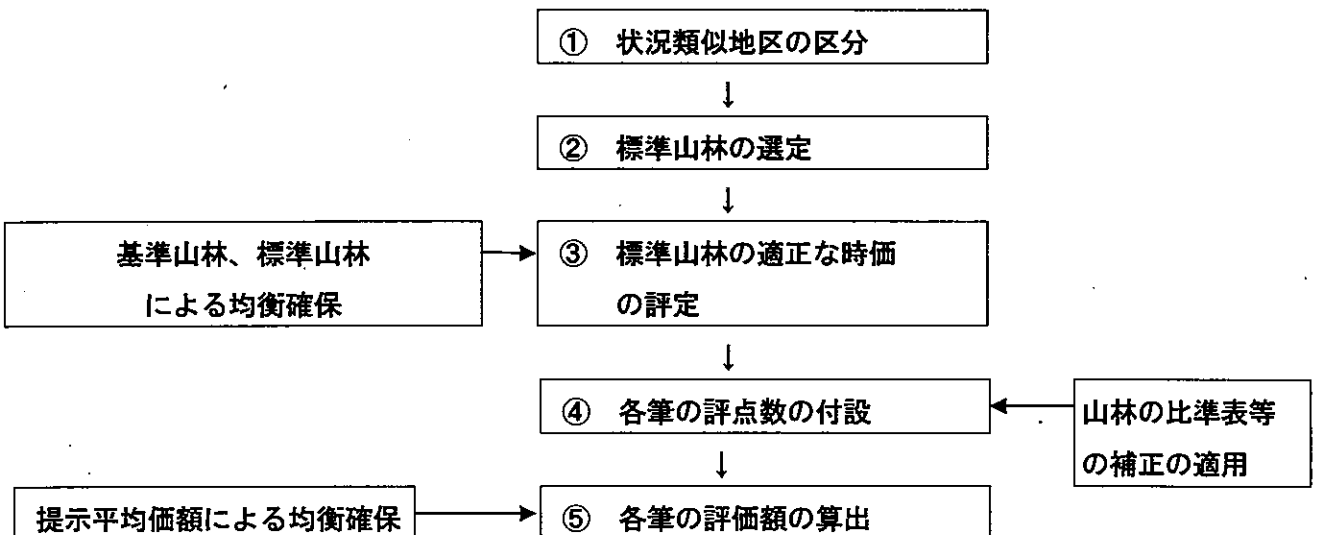 ① 状況類似地区の区分
↓
② 標準山林の選定
↓
基準山林、標準山林
による均衡確保
③ 標準山林の適正な時価
の評定
↓
④ 各筆の評点数の付設
山林の比準表等
の補正の適用
↓
提示平均価額による均衡確保
⑤ 各筆の評価額の算出